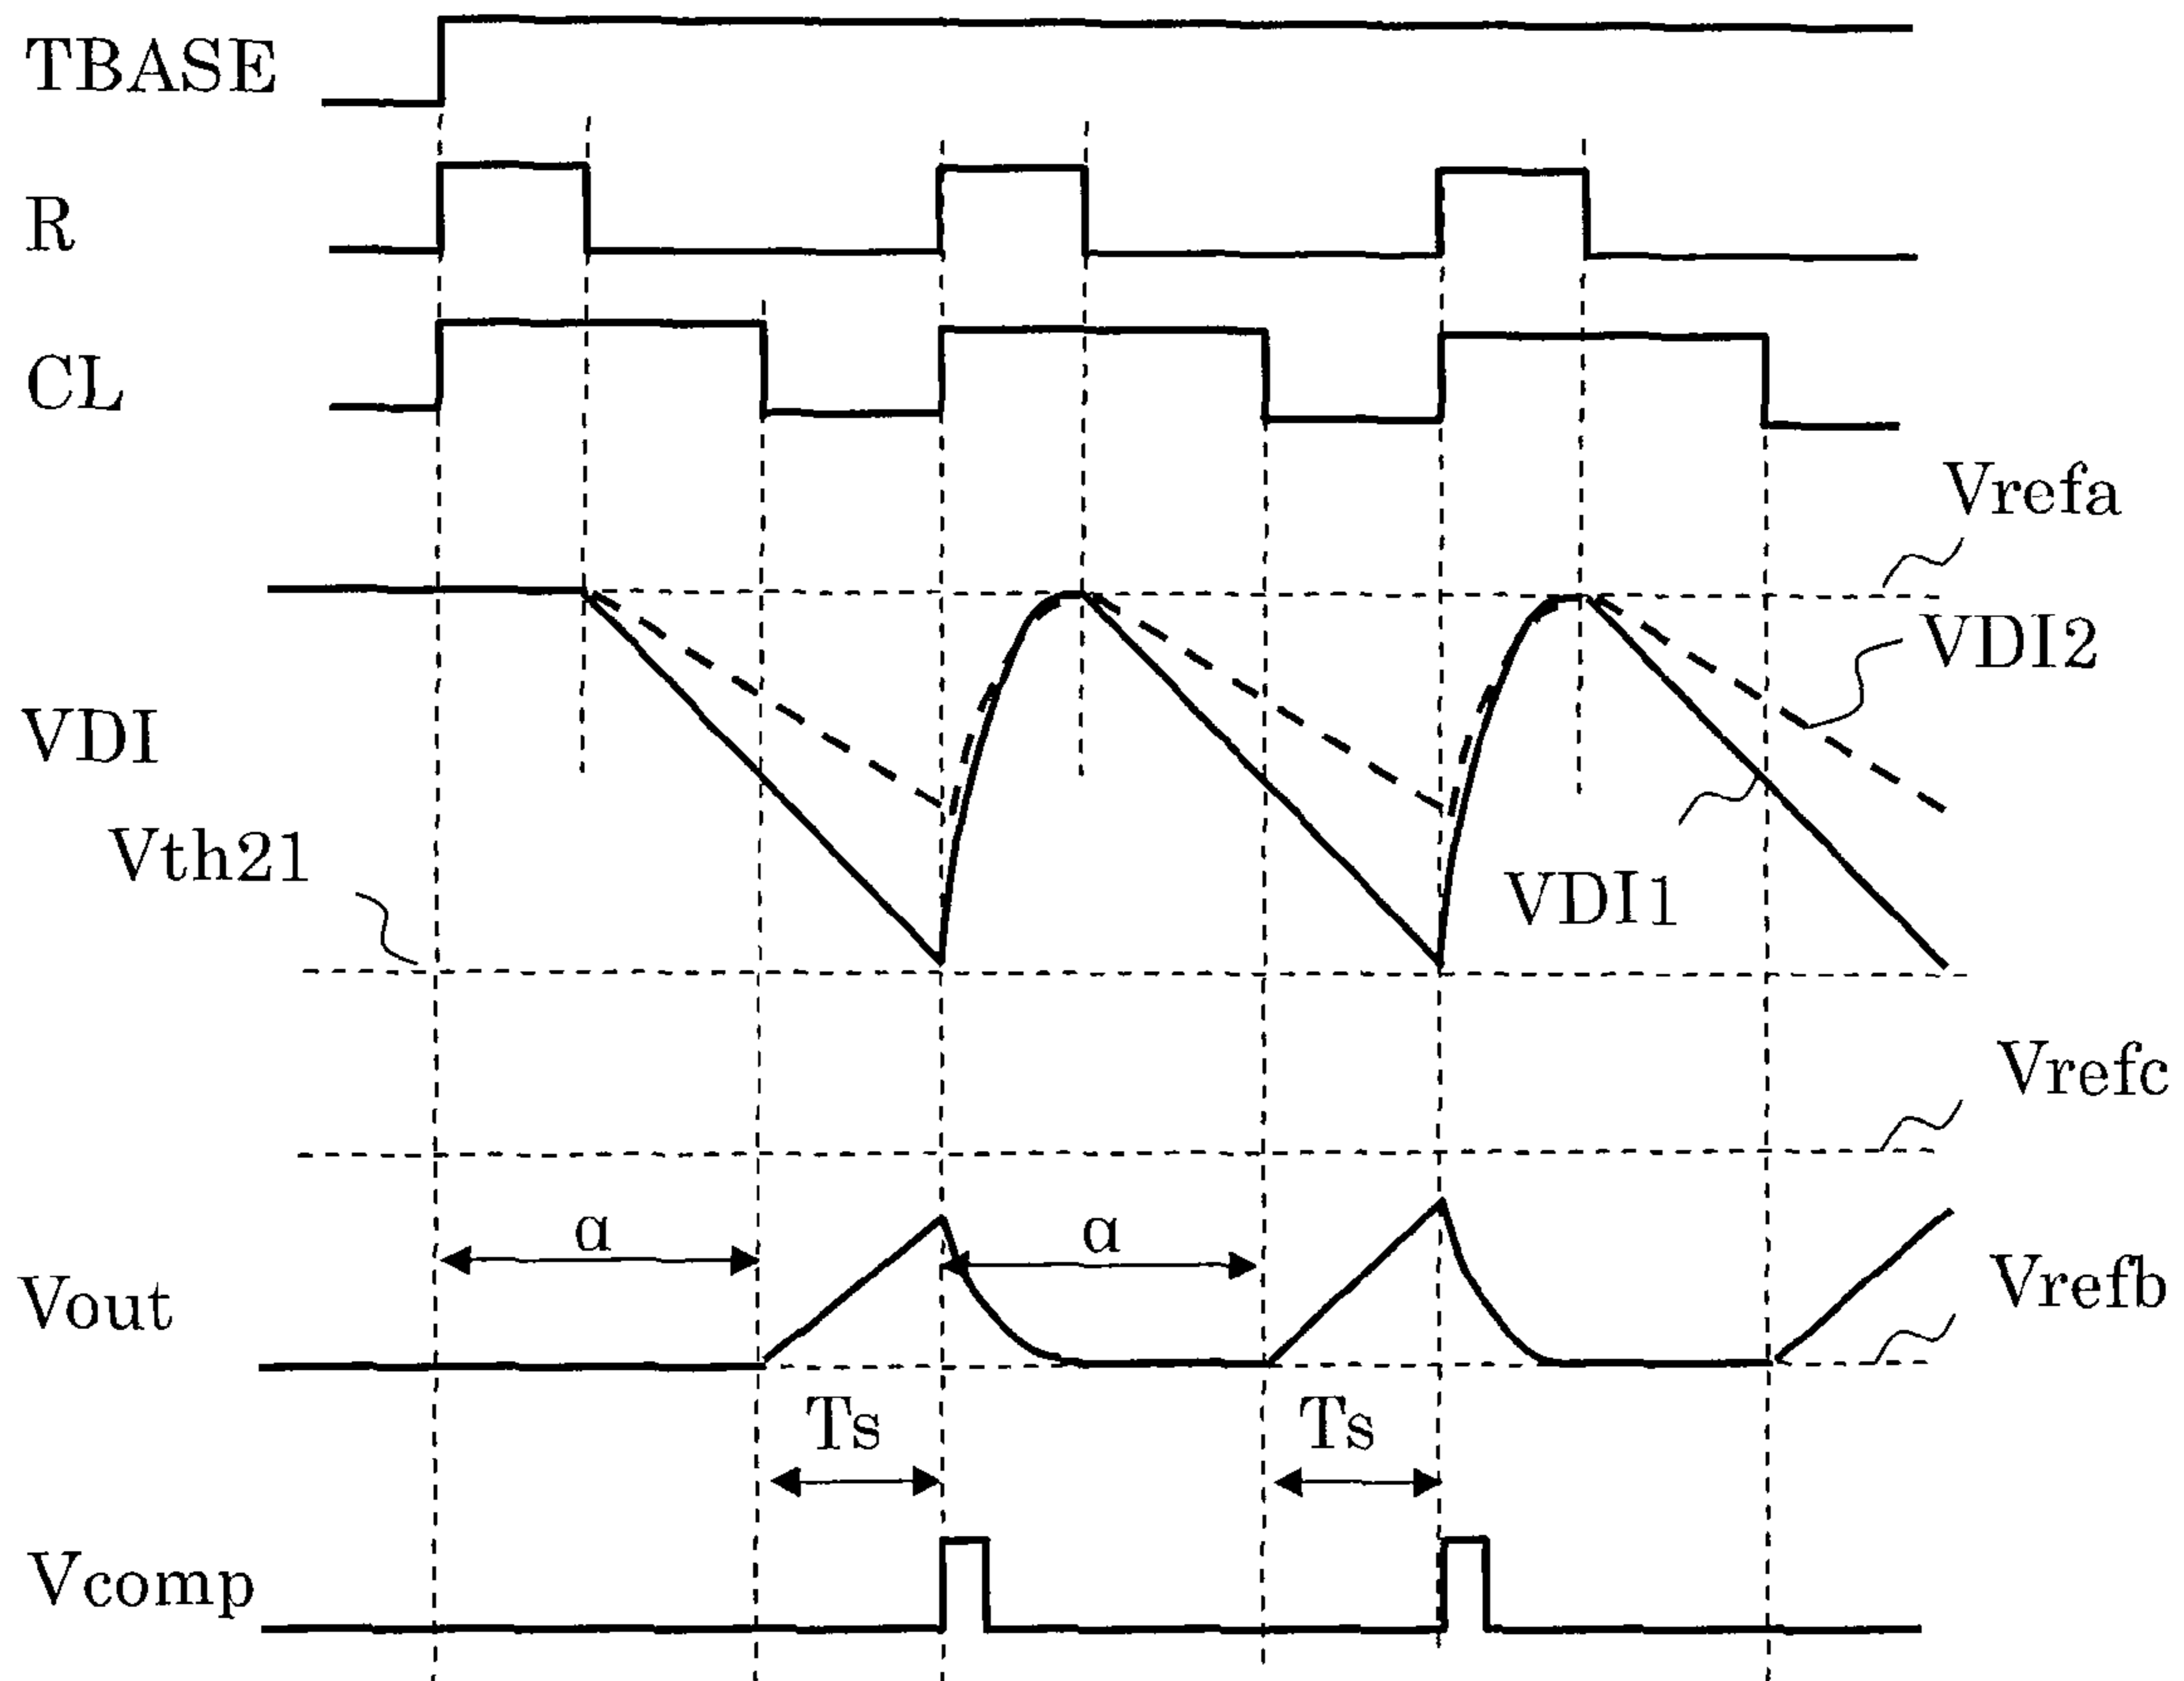 TBASE
R
CL
Vrefa
VDI2
VDI
Vth21
VDI1
Vrefc
α
α
Vout
Vrefb
Ts
Ts
Vcomp